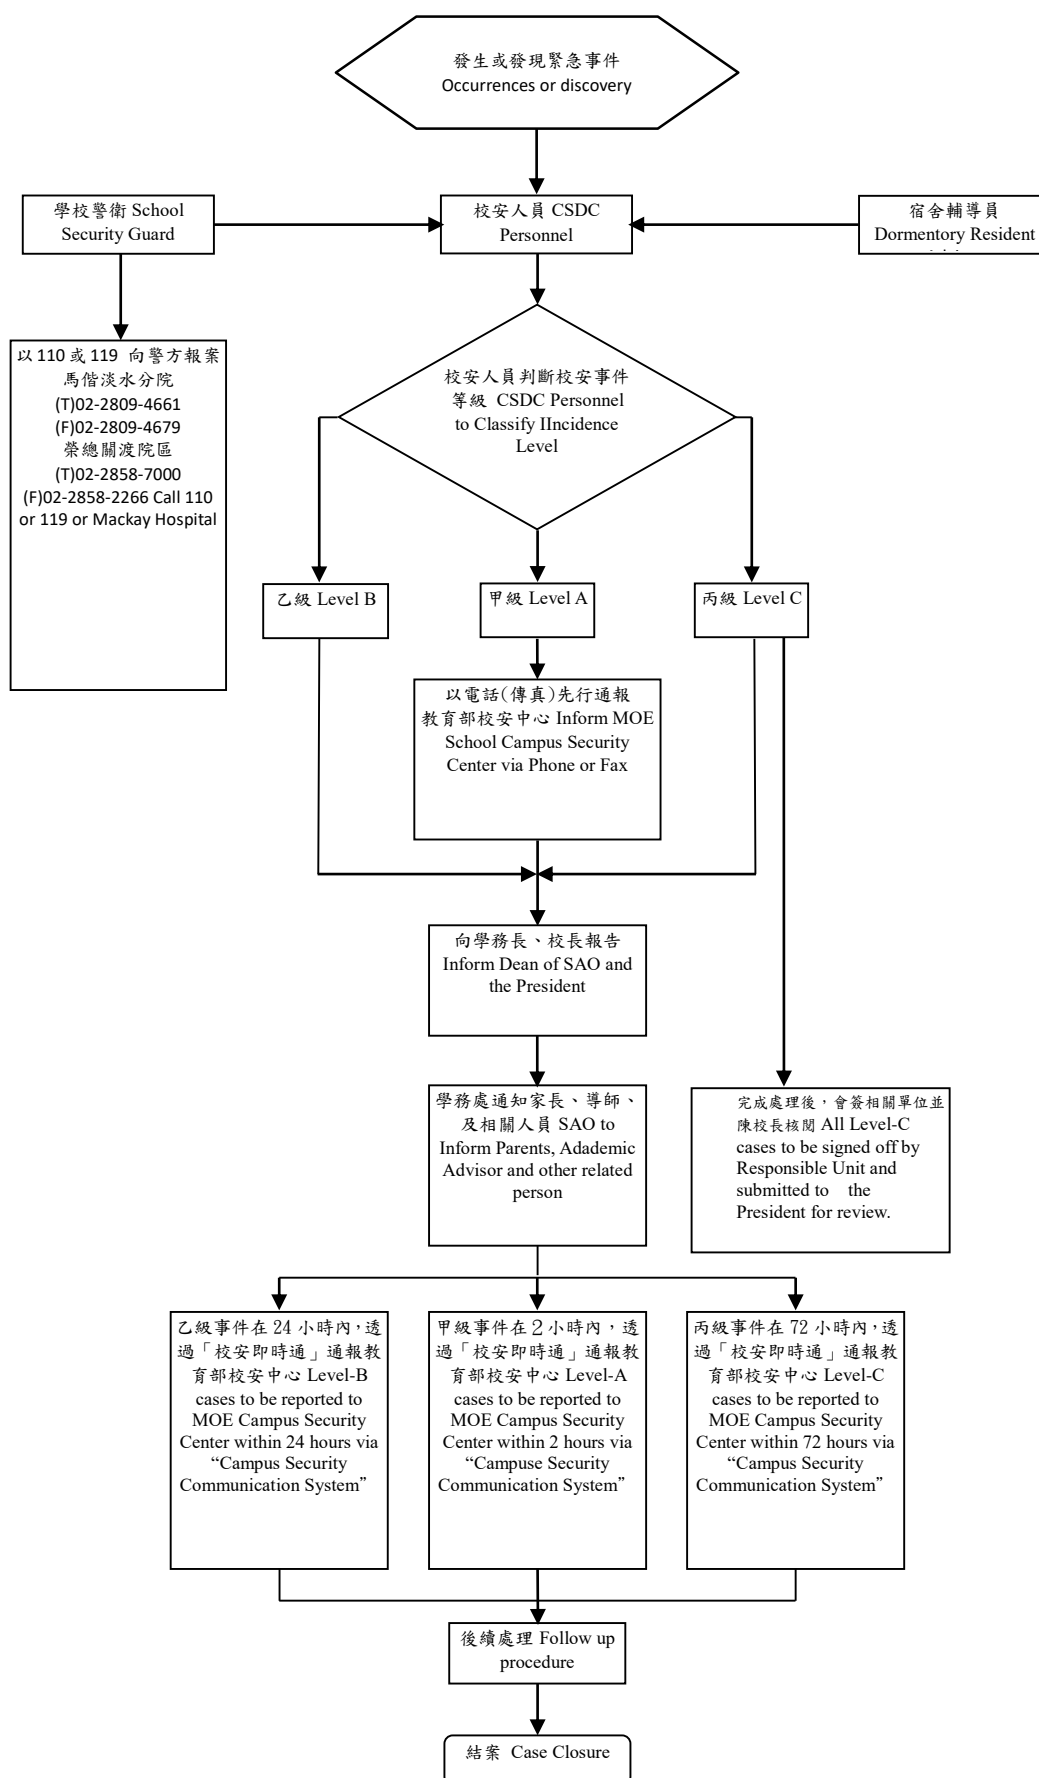 發生或發現緊急事件
Occurrences or discovery
學校警衛 School
Security Guard
校安人員 CSDC
Personnel
宿舍輔導員
Dormentory Resident
以 110 或 119 向警方報案
馬偕淡水分院
(T)02-2809-4661
(F)02-2809-4679
榮總關渡院區
(T)02-2858-7000
(F)02-2858-2266 Call 110
or 119 or Mackay Hospital
校安人員判斷校安事件
等級 CSDC Personnel
to Classify IIncidence
Level
乙級 Level B
甲級 Level A
丙級 Level C
以電話(傳真)先行通報
教育部校安中心 Inform MOE
School Campus Security
Center via Phone or Fax
向學務長、校長報告
Inform Dean of SAO and
the President
學務處通知家長、導師、
及相關人員 SAO to
Inform Parents, Adademic
Advisor and other related
person
完成處理後，會簽相關單位並
陳校長核閱 All Level-C
cases to be signed off by
Responsible Unit and
submitted to the
President for review.
乙級事件在 24 小時內，透
過「校安即時通」通報教
育部校安中心 Level-B
cases to be reported to
MOE Campus Security
Center within 24 hours via
“Campus Security
Communication System”
甲級事件在２小時內，透
過「校安即時通」通報教
育部校安中心 Level-A
cases to be reported to
MOE Campus Security
Center within 2 hours via
“Campuse Security
Communication System”
丙級事件在 72 小時內，透
過「校安即時通」通報教
育部校安中心 Level-C
cases to be reported to
MOE Campus Security
Center within 72 hours via
“Campus Security
Communication System”
後續處理 Follow up
procedure
結案 Case Closure